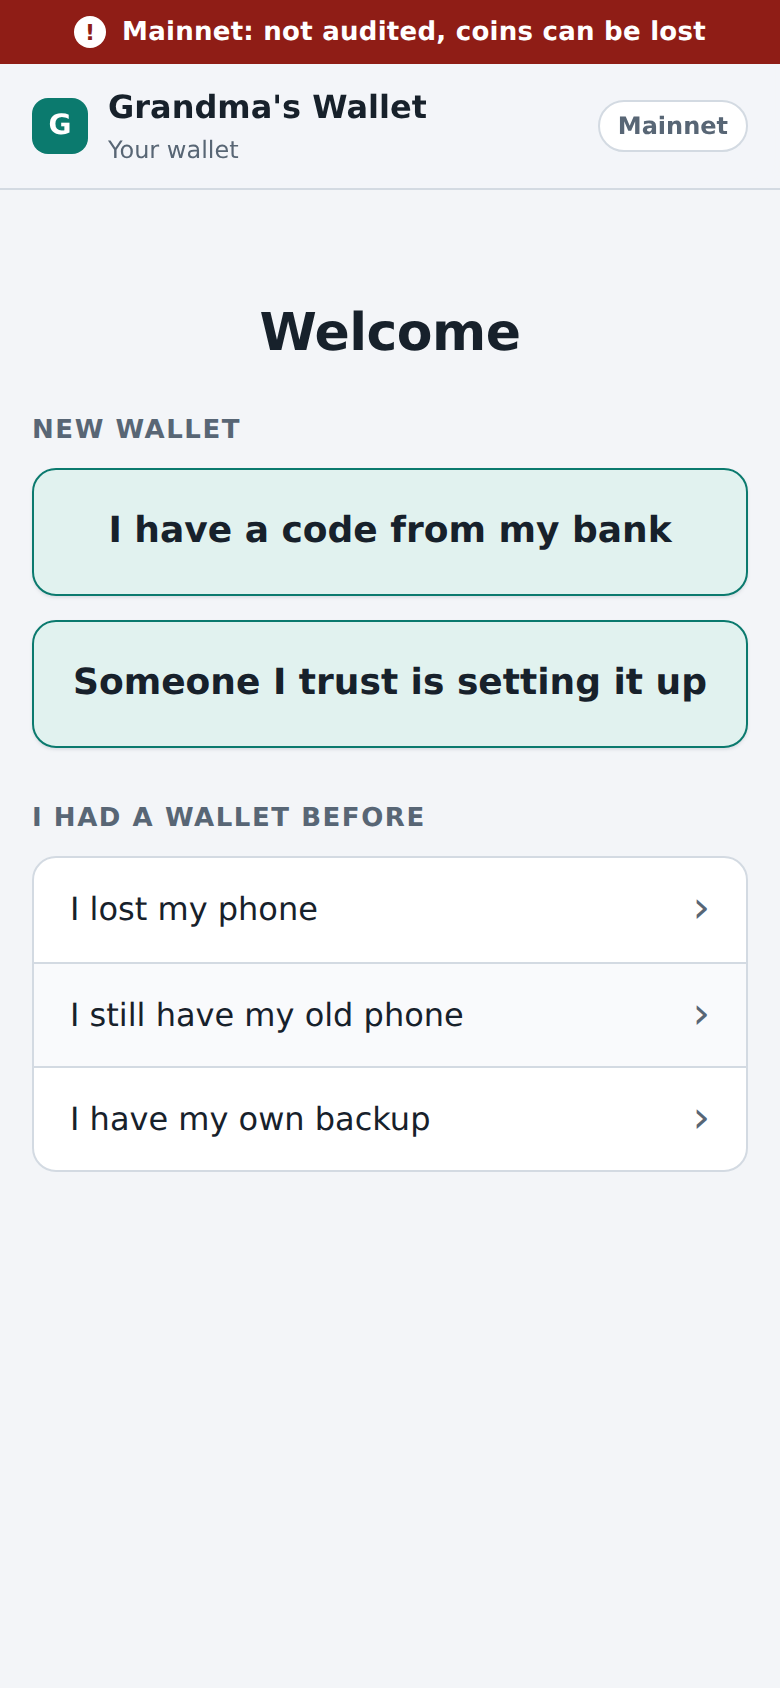 ! Mainnet: not audited, coins can be lost
G Grandma's Wallet
Your wallet
Mainnet
Welcome
NEW WALLET
I have a code from my bank
Someone I trust is setting it up
I HAD A WALLET BEFORE
I lost my phone
I still have my old phone
I have my own backup